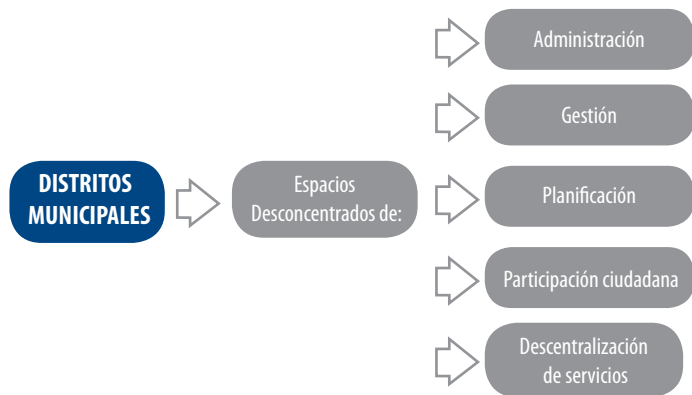 DISTRITOS
MUNICIPALES
Espacios
Desconcentrados de:
Administración
Gestión
Planificación
Participación ciudadana
Descentralización
de servicios